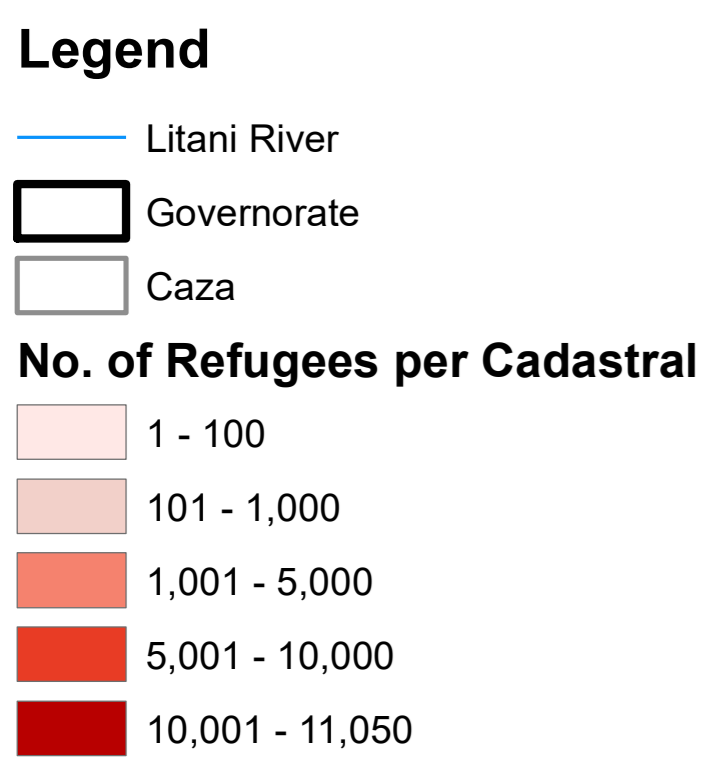 Legend
Litani River
Governorate
Caza
No. of Refugees per Cadastral
1 - 100
101 - 1,000
1,001 - 5,000
5,001 - 10,000
10,001 - 11,050